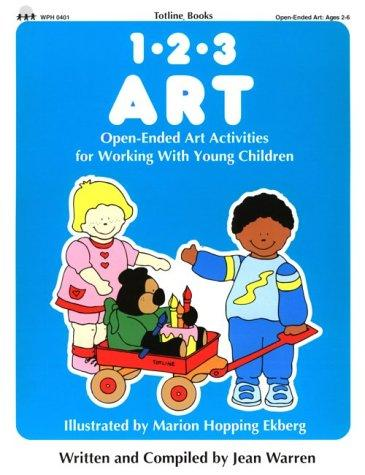 WPH 0401
Totline Books
Open-Ended Art: Ages 2-6
1•2•3
ART
Open-Ended Art Activities
for Working With Young Children
TOTLINE
Illustrated by Marion Hopping Ekberg
Written and Compiled by Jean Warren